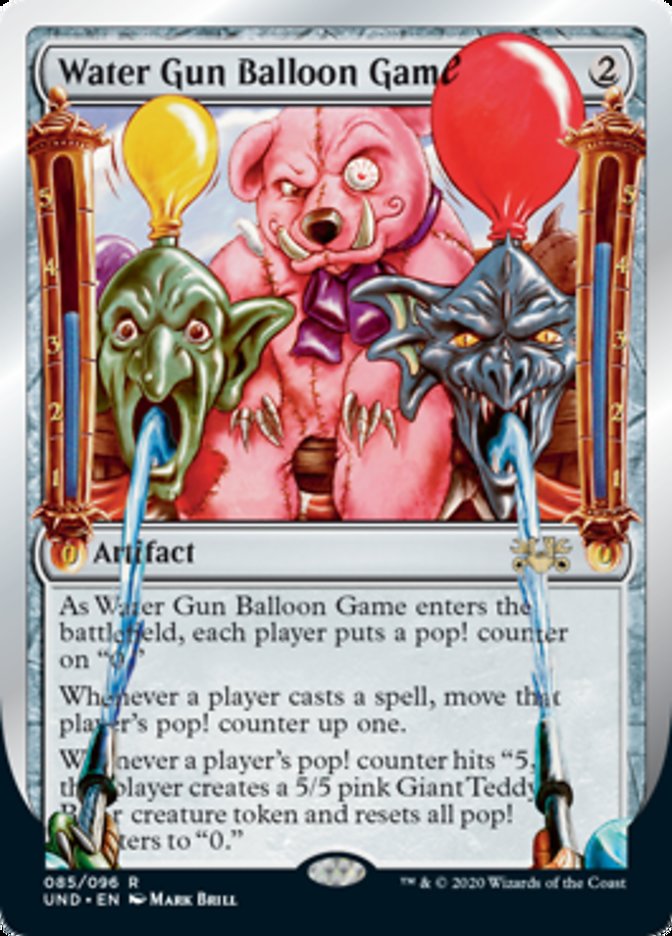 Water Gun Balloon Game
2
5
4
3
2
1
0
5
4
3
2
1
0
Artifact
As Water Gun Balloon Game enters the
battlefield, each player puts a pop! counter
on “0.”
Whenever a player casts a spell, move that
player’s pop! counter up one.
Whenever a player’s pop! counter hits “5,”
that player creates a 5/5 pink Giant Teddy
Bear creature token and resets all pop!
counters to “0.”
085/096 R
UND • EN MARK BRILL
™ & © 2020 Wizards of the Coast